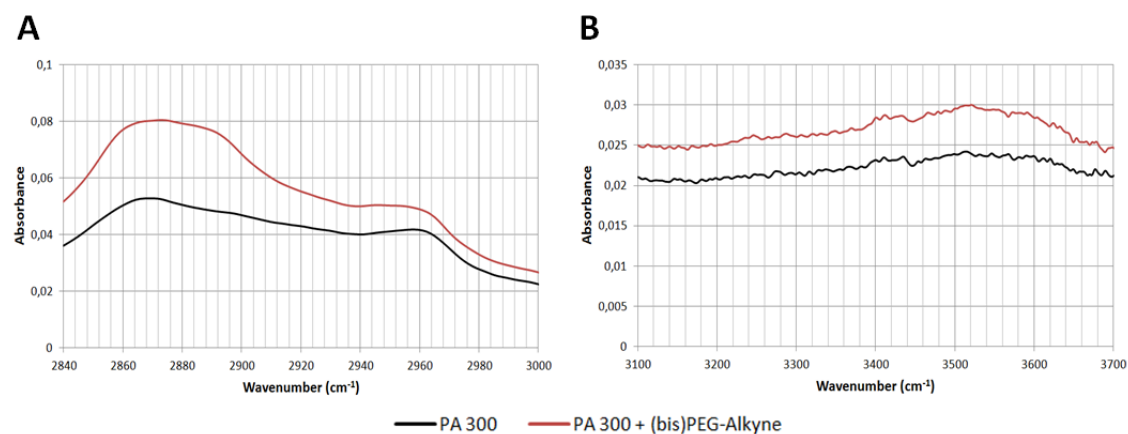 A
B
0,1
0,08
0,06
0,04
0,02
0
Absorbance
2840 2860 2880 2900 2920 2940 2960 2980 3000
Wavenumber (cm⁻¹)
0,035
0,03
0,025
0,02
0,015
0,01
0,005
0
Absorbance
3100 3200 3300 3400 3500 3600 3700
Wavenumber (cm⁻¹)
PA 300 PA 300 + (bis)PEG-Alkyne